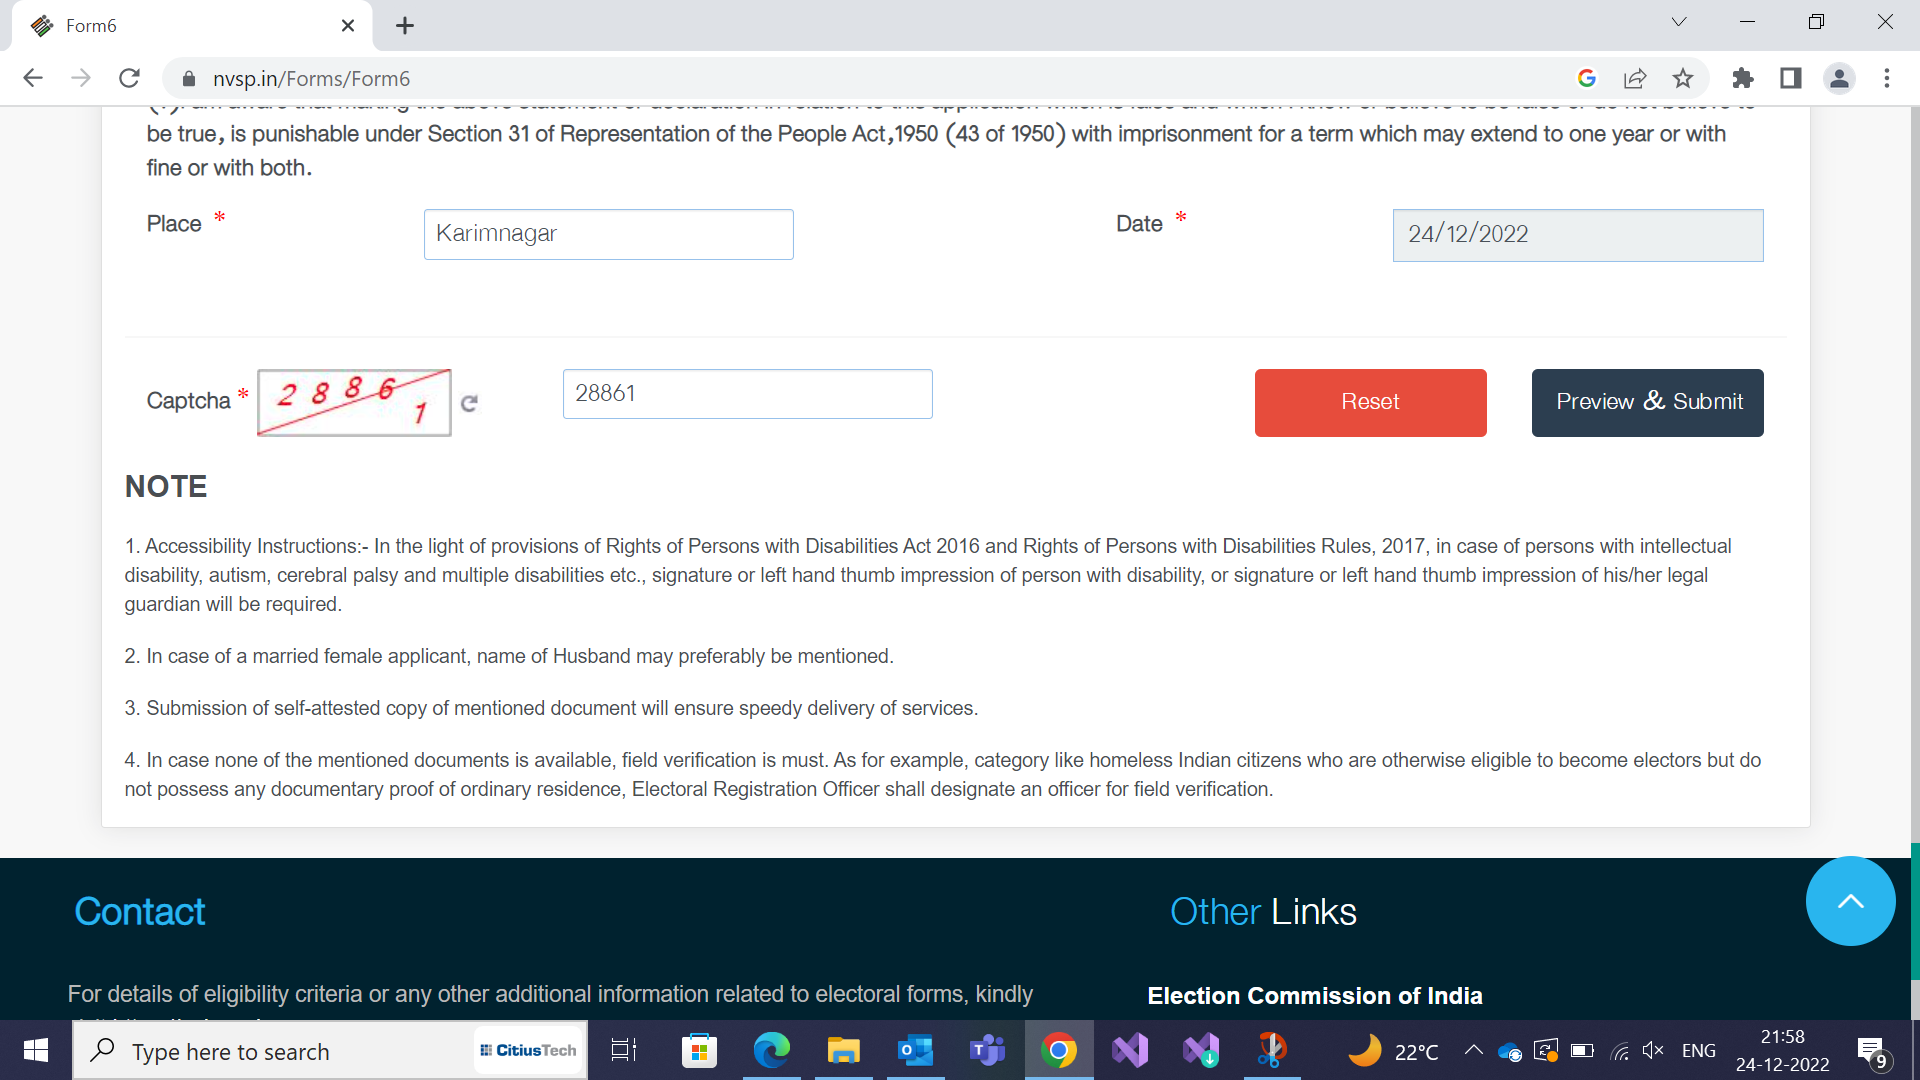 Form6
nvsp.in/Forms/Form6
be true, is punishable under Section 31 of Representation of the People Act,1950 (43 of 1950) with imprisonment for a term which may extend to one year or with
fine or with both.
Place *
Karimnagar
Date *
24/12/2022
Captcha *
2 8 8 6 1
28861
Reset
Preview & Submit
NOTE
1. Accessibility Instructions:- In the light of provisions of Rights of Persons with Disabilities Act 2016 and Rights of Persons with Disabilities Rules, 2017, in case of persons with intellectual
disability, autism, cerebral palsy and multiple disabilities etc., signature or left hand thumb impression of person with disability, or signature or left hand thumb impression of his/her legal
guardian will be required.
2. In case of a married female applicant, name of Husband may preferably be mentioned.
3. Submission of self-attested copy of mentioned document will ensure speedy delivery of services.
4. In case none of the mentioned documents is available, field verification is must. As for example, category like homeless Indian citizens who are otherwise eligible to become electors but do
not possess any documentary proof of ordinary residence, Electoral Registration Officer shall designate an officer for field verification.
Contact
Other Links
For details of eligibility criteria or any other additional information related to electoral forms, kindly
Election Commission of India
Type here to search
CitiusTech
22°C
ENG
21:58
24-12-2022
9